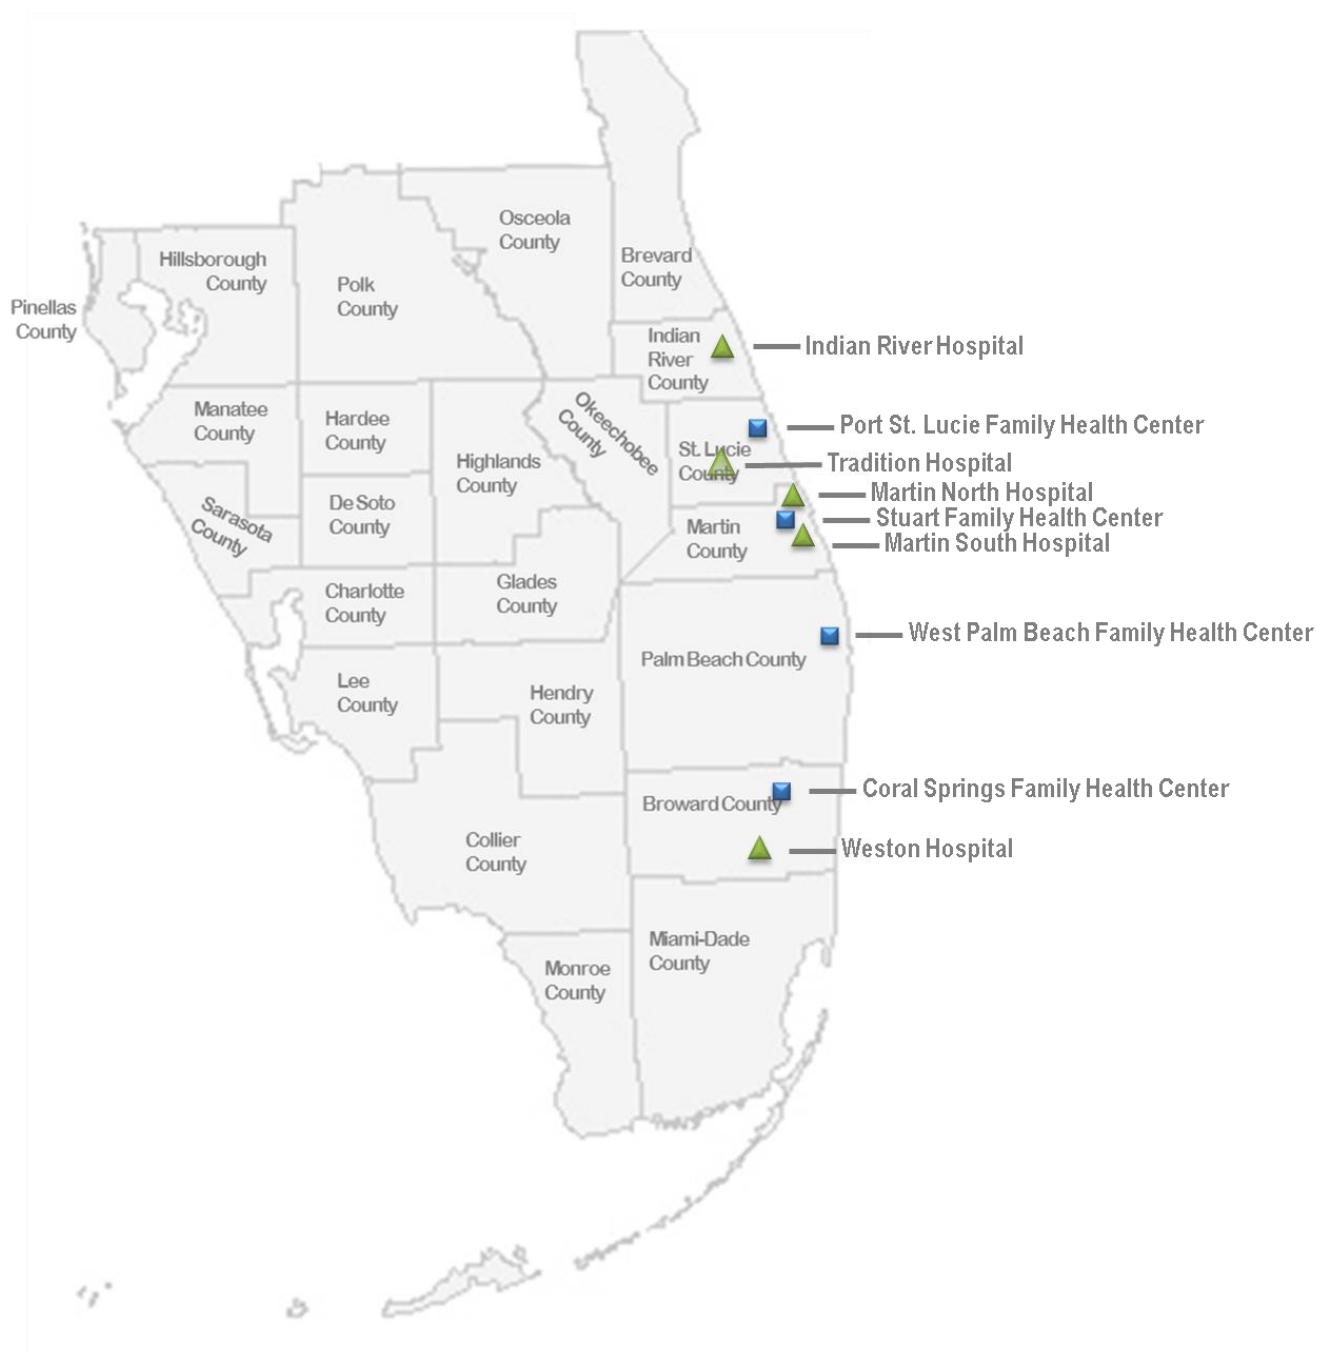 Osceola
County
Brevard
County
Hillsborough
County
Polk
County
Pinellas
County
Indian
River
County
Indian River Hospital
Manatee
County
Hardee
County
Highlands
County
Okeechobee
County
St. Lucie
County
Port St. Lucie Family Health Center
Tradition Hospital
Martin North Hospital
Stuart Family Health Center
Martin South Hospital
Sarasota
County
De Soto
County
Martin
County
Charlotte
County
Glades
County
West Palm Beach Family Health Center
Palm Beach County
Lee
County
Hendry
County
Coral Springs Family Health Center
Broward County
Weston Hospital
Collier
County
Miami-Dade
County
Monroe
County